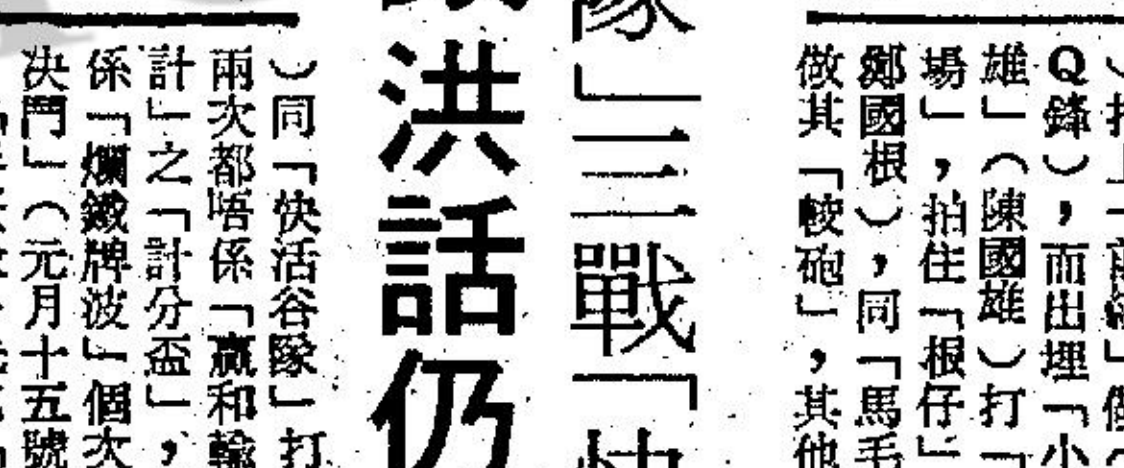 Q鋒），而出埋「小
雄」（陳國雄）打「
場」，拍住「根仔」
鄭國根），同「馬毛
做其「鮫砲」，其他
隊」三戰「快
洪話仍
）同「快活谷隊」打
兩次都唔係「贏和輸
計」之「計分盃」，
係「爛鐵牌波」個次
決鬥」（元月十五號